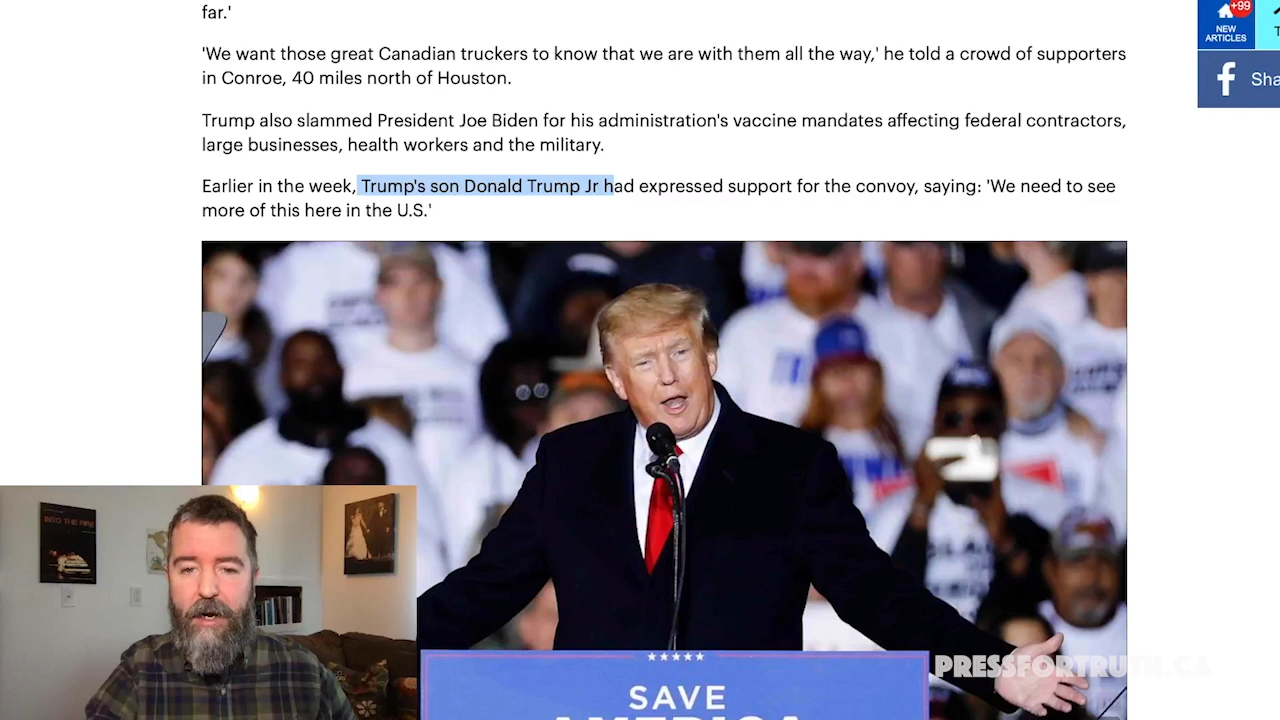 far.'
'We want those great Canadian truckers to know that we are with them all the way,' he told a crowd of supporters
in Conroe, 40 miles north of Houston.
Trump also slammed President Joe Biden for his administration's vaccine mandates affecting federal contractors,
large businesses, health workers and the military.
Earlier in the week, Trump's son Donald Trump Jr had expressed support for the convoy, saying: 'We need to see
more of this here in the U.S.'
+99
NEW
ARTICLES
Sha
INTO THE FIRE
PRESSFORTRUTH.CA
SAVE
AMERICA